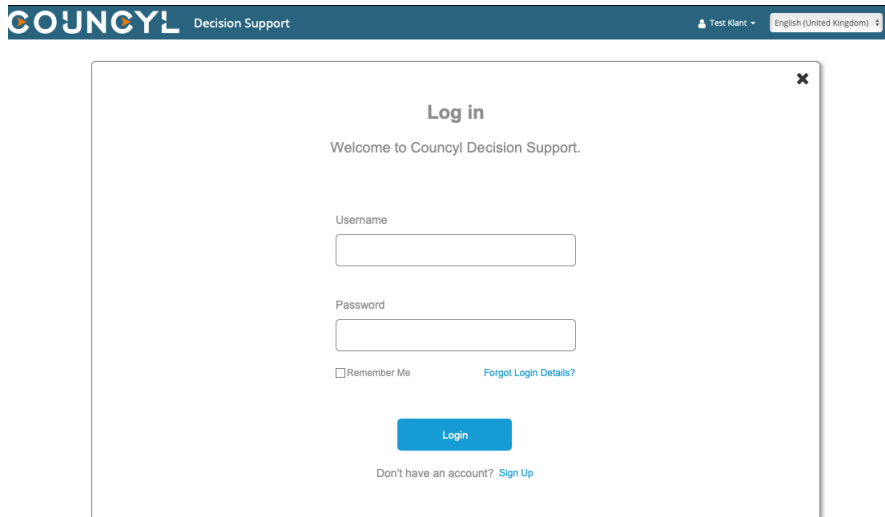 COUNCYL Decision Support Test Klant English (United Kingdom)
Log in
Welcome to Councyl Decision Support.
Username
Password
Remember Me Forgot Login Details?
Login
Don't have an account? Sign Up